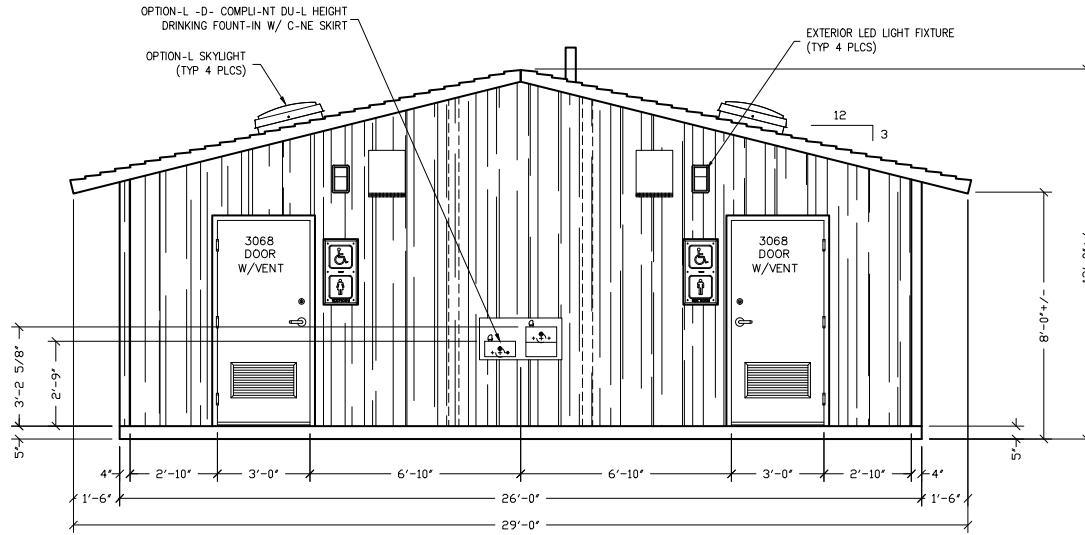 OPTION-L -D- COMPLI-NT DU-L HEIGHT
DRINKING FOUNT-IN W/ C-NE SKIRT
OPTION-L SKYLIGHT
(TYP 4 PLCS)
EXTERIOR LED LIGHT FIXTURE
(TYP 4 PLCS)
12
3
3068
DOOR
W/VENT
3068
DOOR
W/VENT
8'-0"+/-
3'-2 5/8"
2'-9"
5"
5"
4" 2'-10" 3'-0" 6'-10" 6'-10" 3'-0" 2'-10" 4"
1'-6" 26'-0" 1'-6"
29'-0"